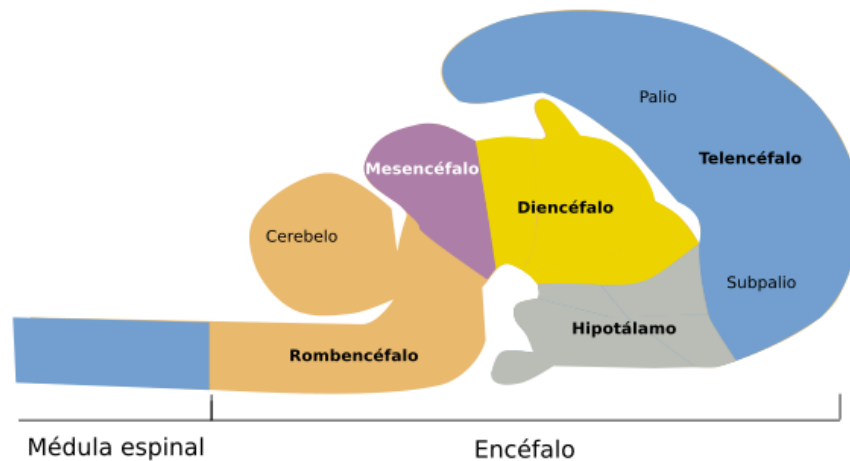 Palio
Telencéfalo
Mesencéfalo
Diencéfalo
Cerebelo
Subpalio
Hipotálamo
Rombencéfalo
Médula espinal
Encéfalo